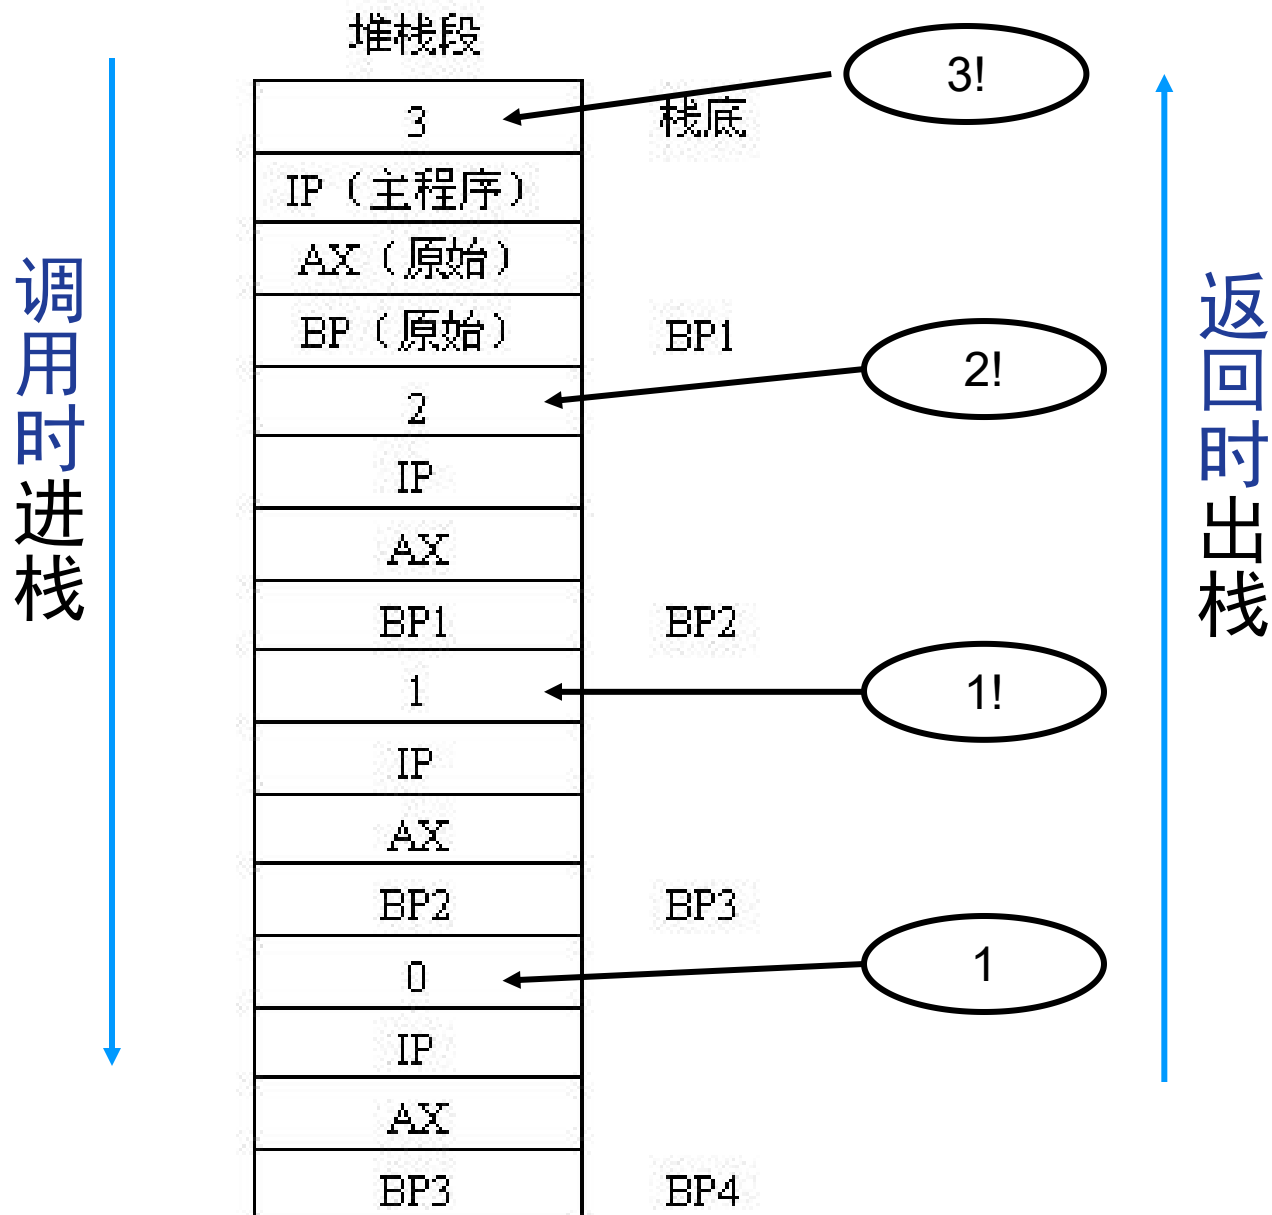 堆栈段
调用时进栈
3
栈底
3!
IP（主程序）
AX（原始）
BP（原始）
BP1
2
2!
IP
AX
BP1
BP2
1
1!
IP
AX
BP2
BP3
0
1
IP
AX
BP3
BP4
返回时出栈